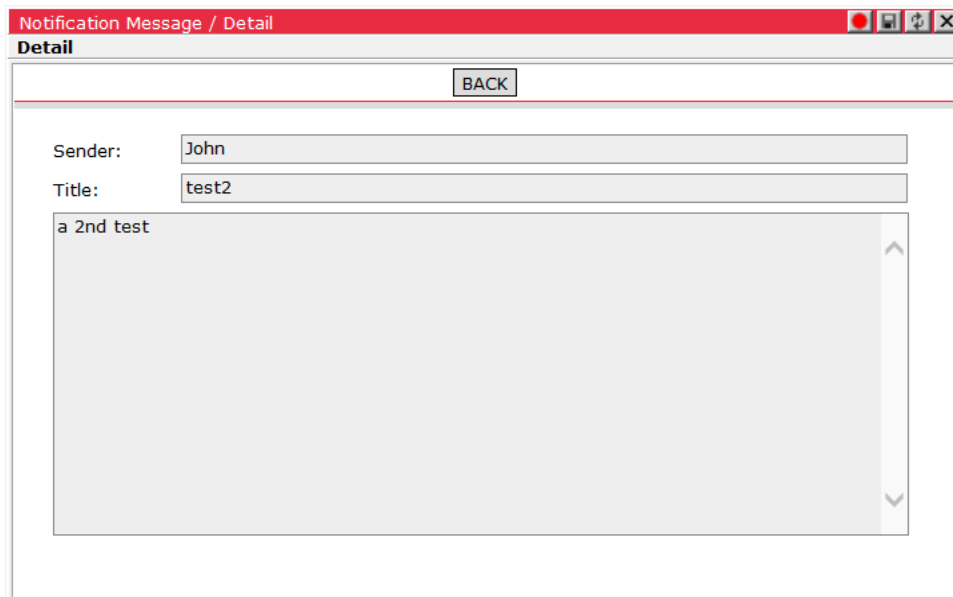 Notification Message / Detail
Detail
BACK
Sender: John
Title: test2
a 2nd test